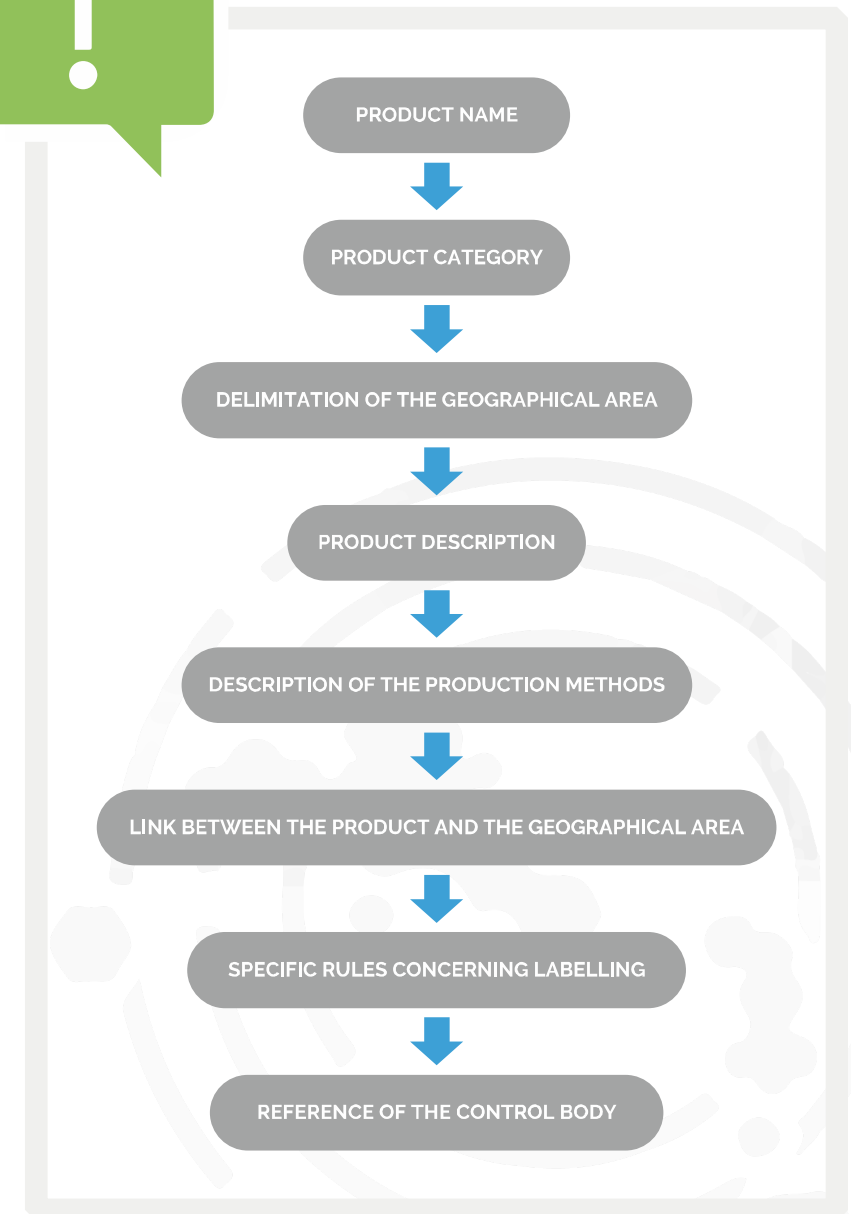 !
PRODUCT NAME
PRODUCT CATEGORY
DELIMITATION OF THE GEOGRAPHICAL AREA
PRODUCT DESCRIPTION
DESCRIPTION OF THE PRODUCTION METHODS
LINK BETWEEN THE PRODUCT AND THE GEOGRAPHICAL AREA
SPECIFIC RULES CONCERNING LABELLING
REFERENCE OF THE CONTROL BODY